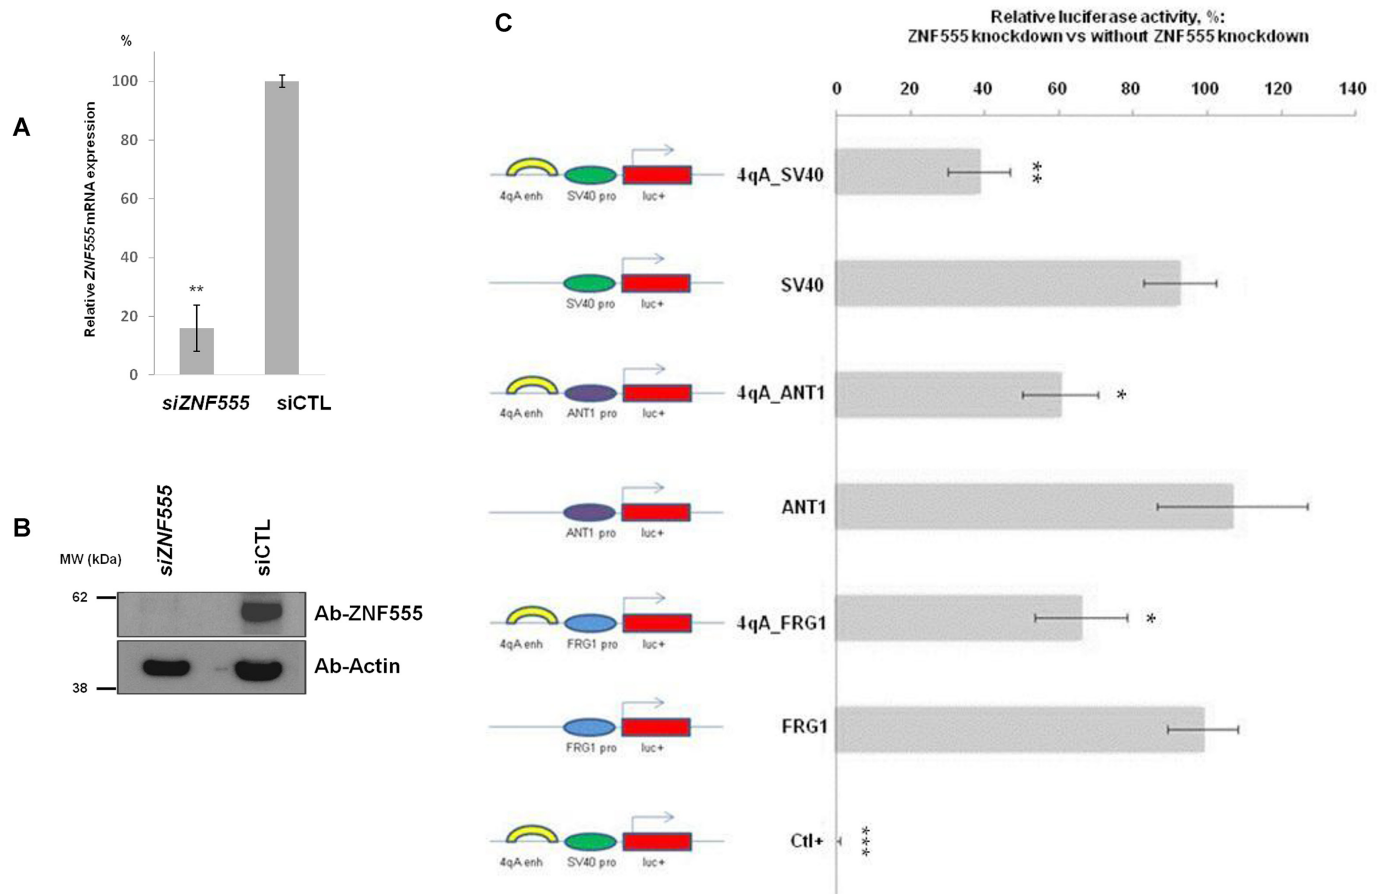 A
%
Relative ZNF555 mRNA expression
100
80
60
40
20
0
**
siZNF555
siCTL
B
siZNF555
siCTL
MW (kDa)
62
38
Ab-ZNF555
Ab-Actin
C
Relative luciferase activity, %:
ZNF555 knockdown vs without ZNF555 knockdown
0 20 40 60 80 100 120 140
4qA enh SV40 pro luc+
4qA_SV40
**
SV40 pro luc+
SV40
4qA enh ANT1 pro luc+
4qA_ANT1
*
ANT1 pro luc+
ANT1
4qA enh FRG1 pro luc+
4qA_FRG1
*
FRG1 pro luc+
FRG1
4qA enh SV40 pro luc+
Ctl+
***